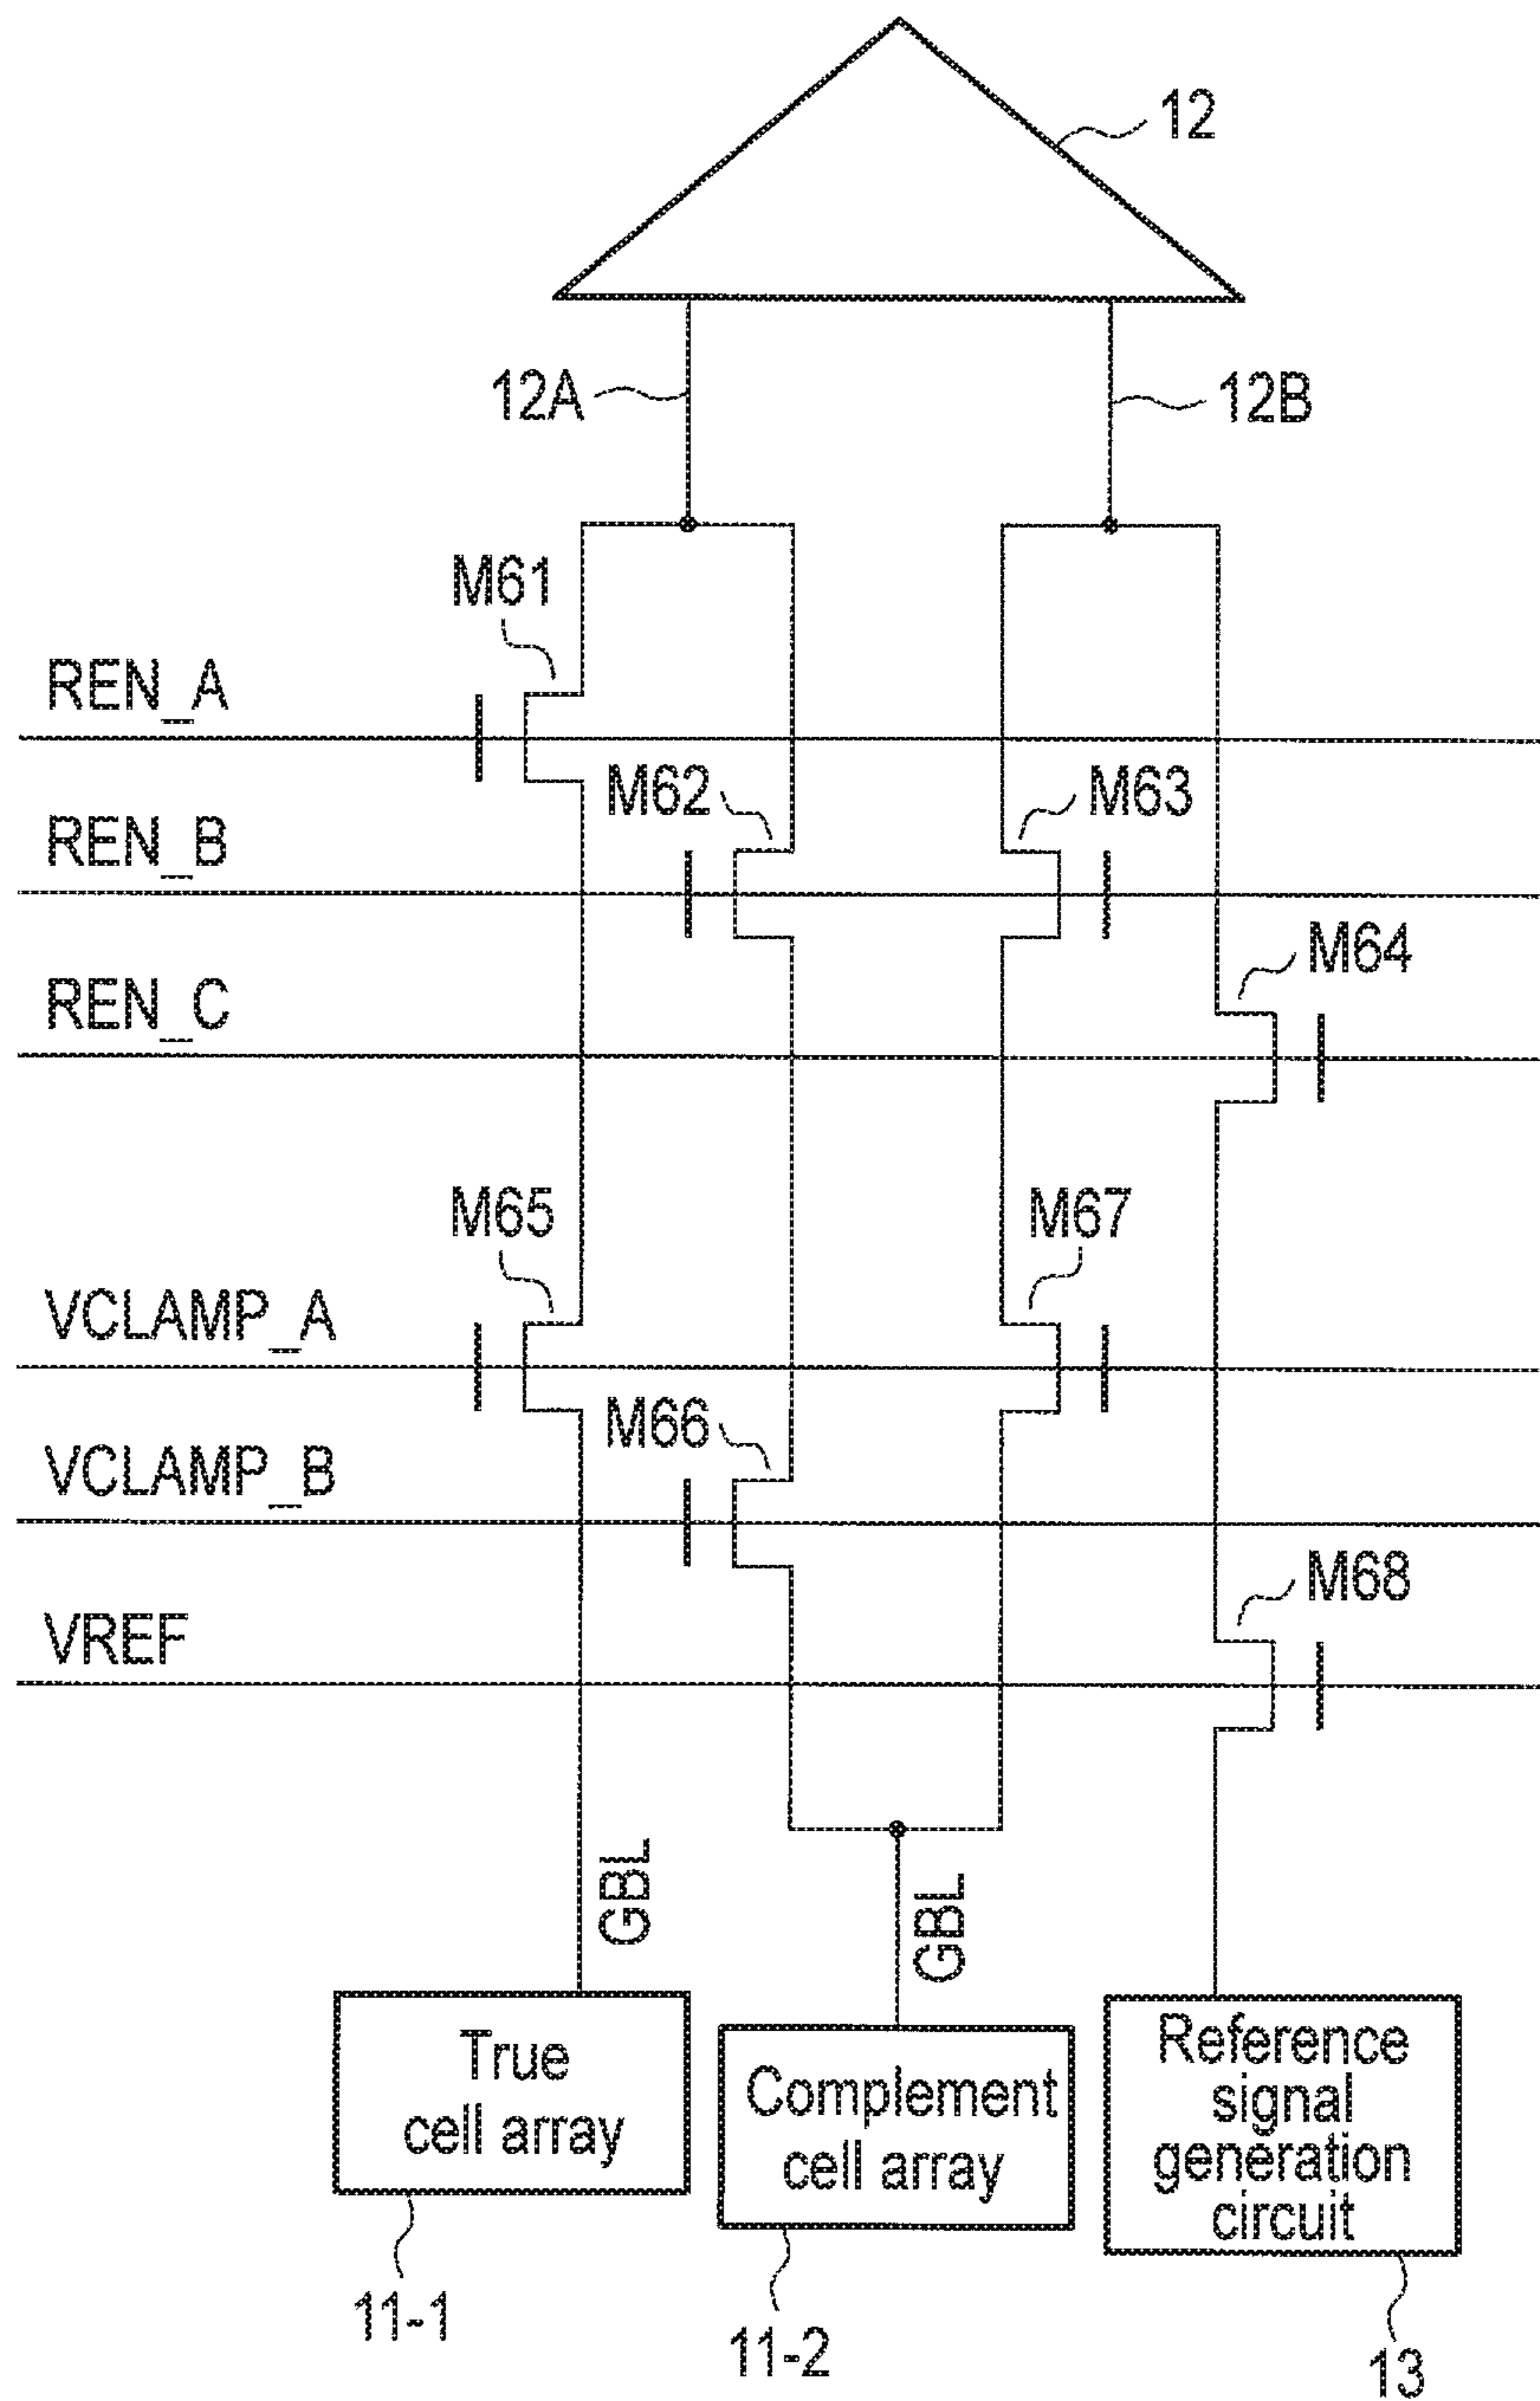 12
12A
12B
M61
REN_A
M62
M63
REN_B
M64
REN_C
M65
M67
VCLAMP_A
M66
VCLAMP_B
M68
VREF
GBL
GBL
True
cell array
Complement
cell array
Reference
signal
generation
circuit
11-1
11-2
13